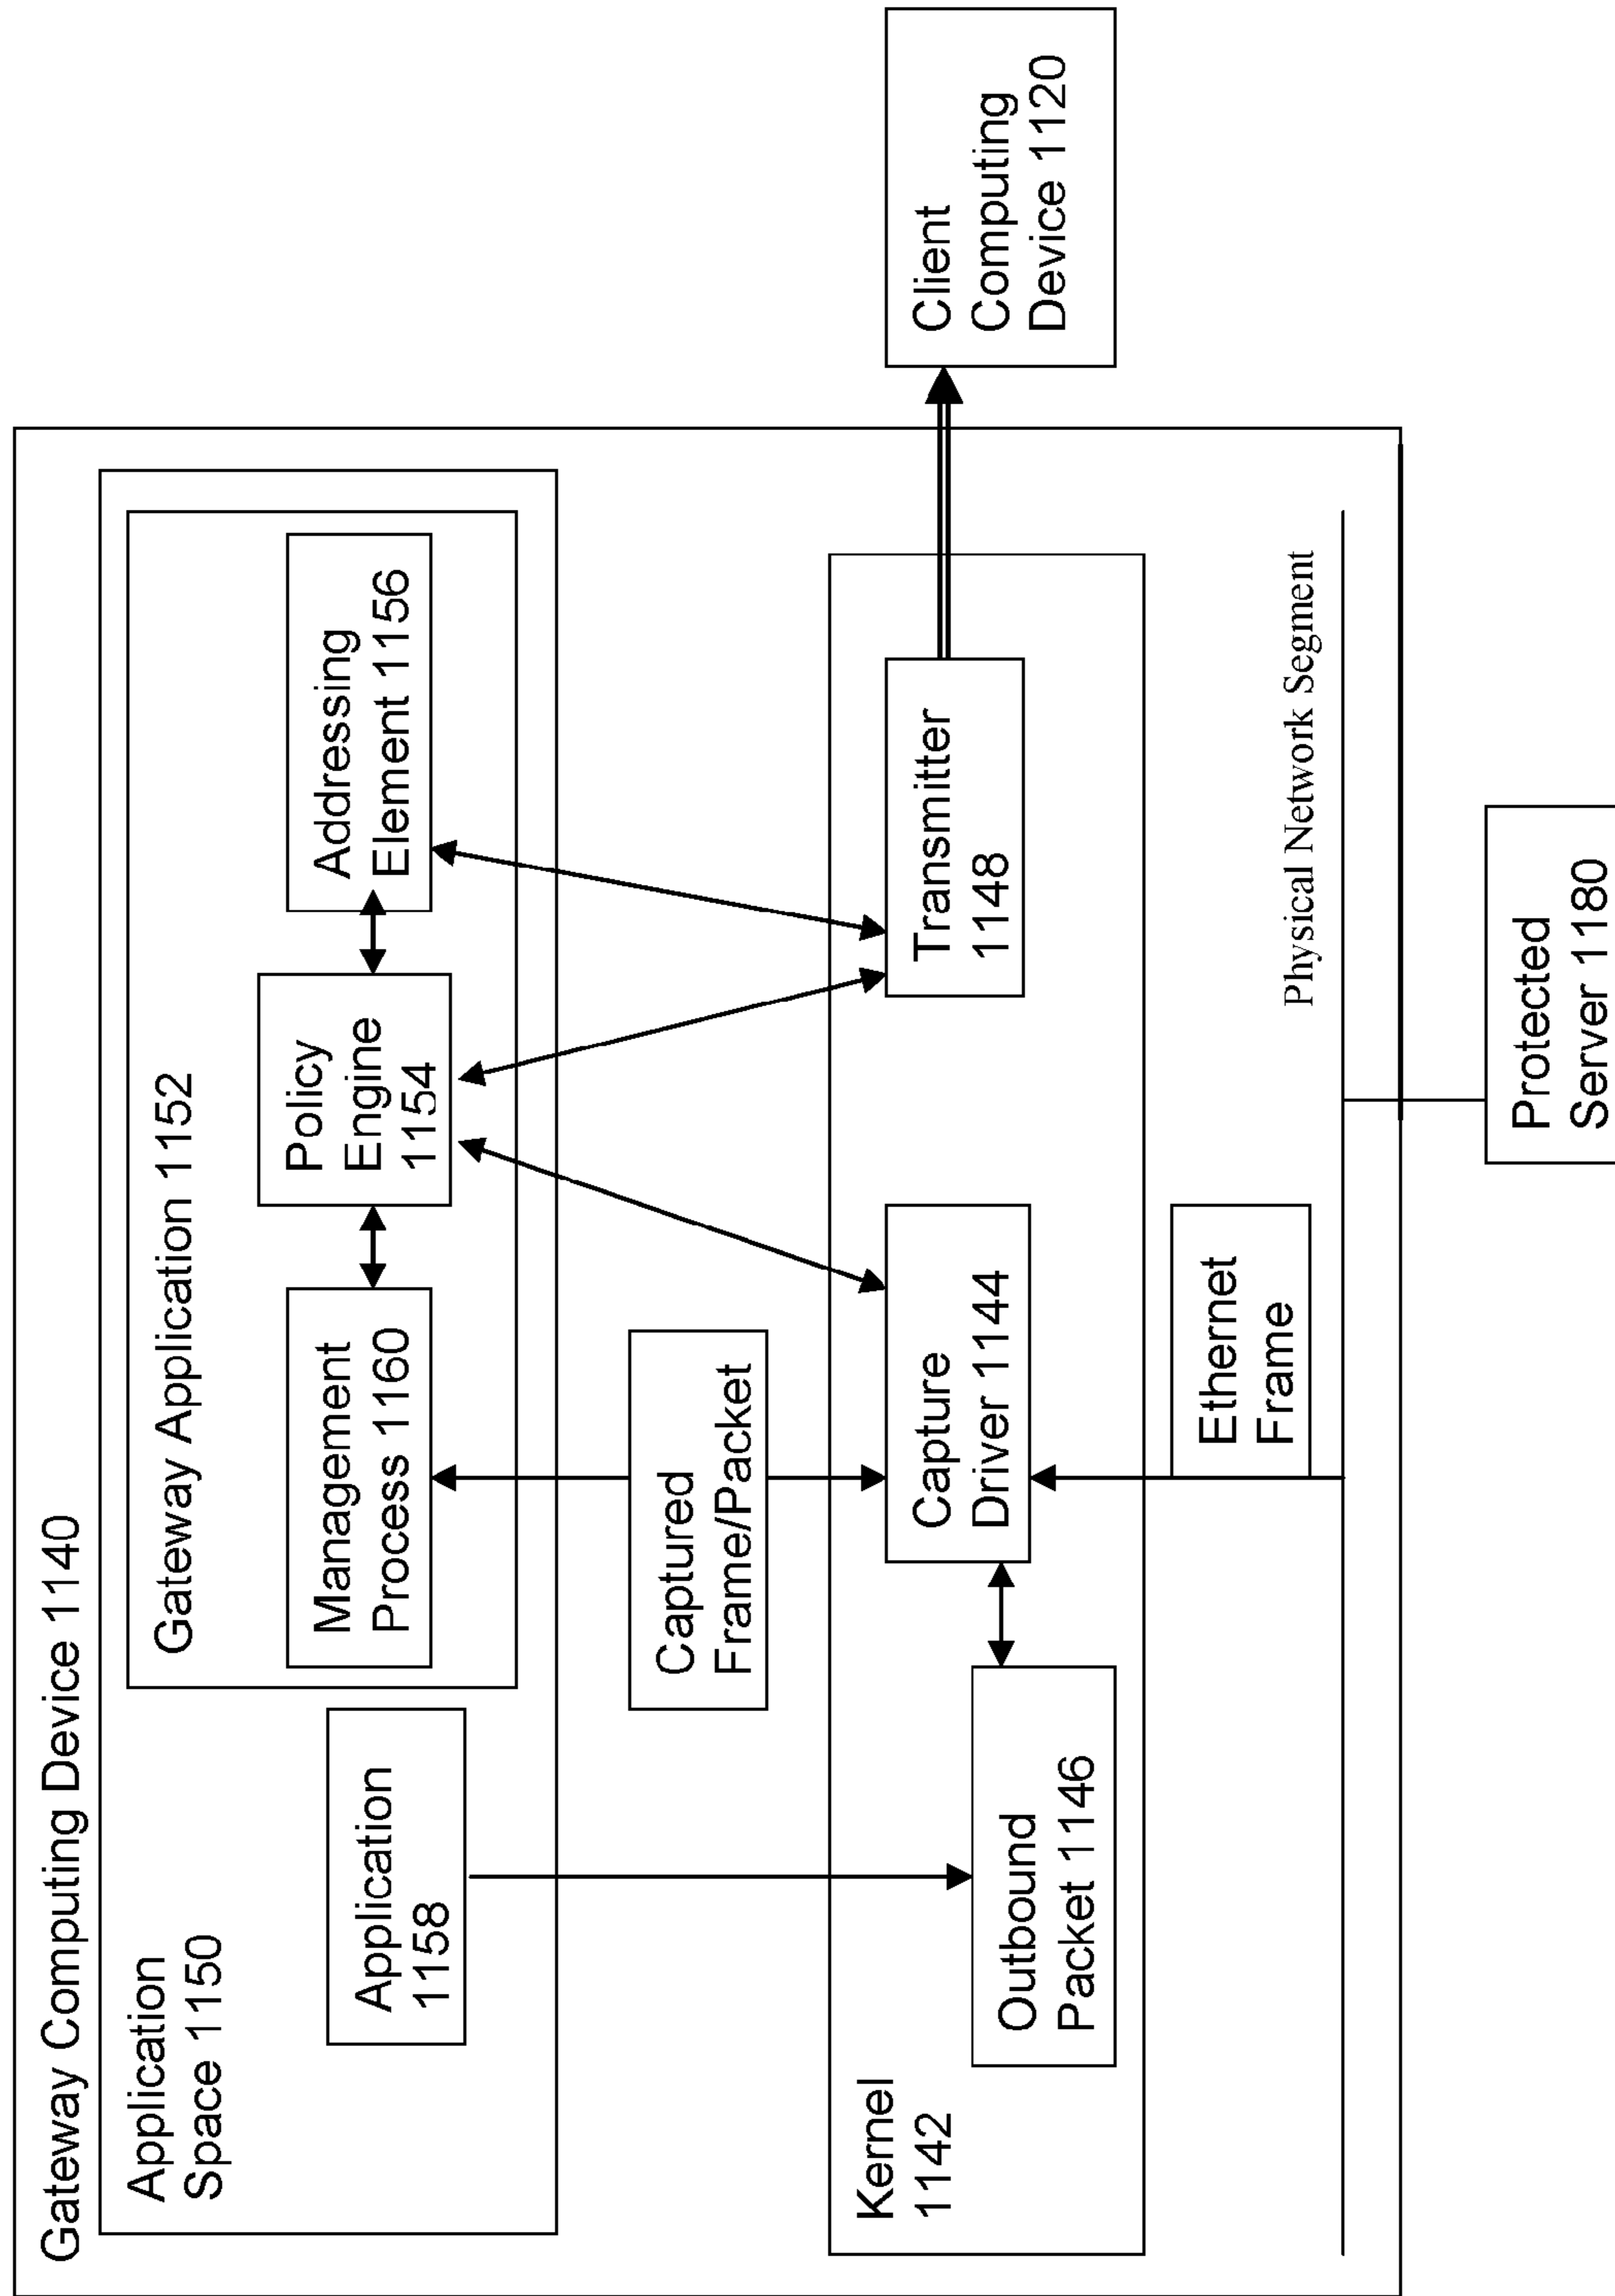 Gateway Computing Device 1140
Application
Space 1150
Gateway Application 1152
Application
1158
Management
Process 1160
Policy
Engine
1154
Addressing
Element 1156
Captured
Frame/Packet
Kernel
1142
Outbound
Packet 1146
Capture
Driver 1144
Transmitter
1148
Client
Computing
Device 1120
Ethernet
Frame
Physical Network Segment
Protected
Server 1180